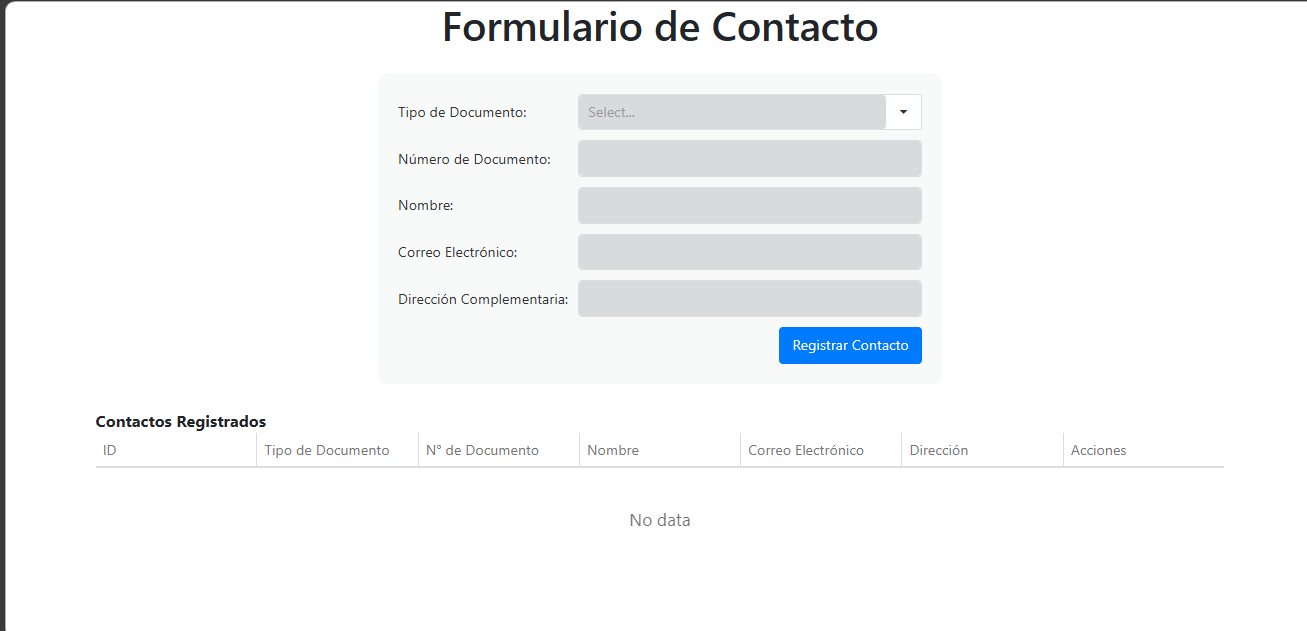 Formulario de Contacto
Tipo de Documento: Select...
Número de Documento:
Nombre:
Correo Electrónico:
Dirección Complementaria:
Registrar Contacto
Contactos Registrados
ID Tipo de Documento N° de Documento Nombre Correo Electrónico Dirección Acciones
No data